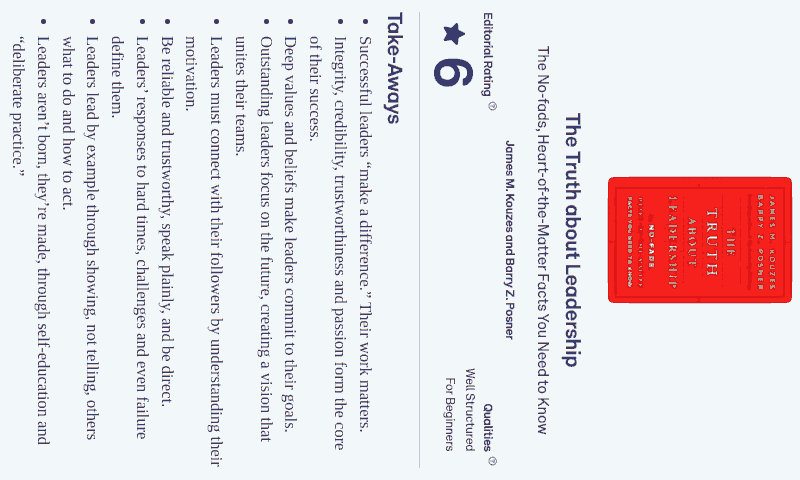 JAMES M. KOUZES
BARRY Z. POSNER
THE
TRUTH
ABOUT
LEADERSHIP
THE NO-FADS
FACTS YOU NEED TO KNOW
The Truth about Leadership
The No-fads, Heart-of-the-Matter Facts You Need to Know
James M. Kouzes and Barry Z. Posner
Editorial Rating
6
Qualities
Well Structured
For Beginners
Take-Aways
• Successful leaders “make a difference.” Their work matters.
• Integrity, credibility, trustworthiness and passion form the core
of their success.
• Deep values and beliefs make leaders commit to their goals.
• Outstanding leaders focus on the future, creating a vision that
unites their teams.
• Leaders must connect with their followers by understanding their
motivation.
• Be reliable and trustworthy, speak plainly, and be direct.
• Leaders’ responses to hard times, challenges and even failure
define them.
• Leaders lead by example through showing, not telling, others
what to do and how to act.
• Leaders aren’t born, they’re made, through self-education and
“deliberate practice.”